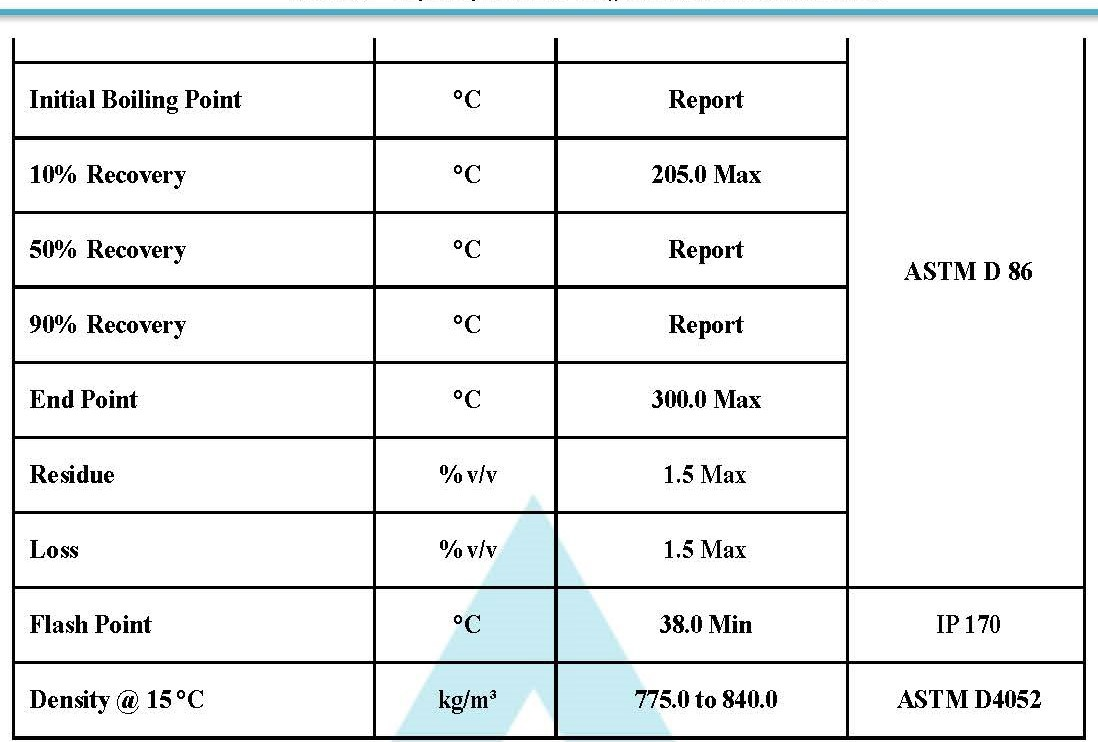 Initial Boiling Point °C Report
10% Recovery °C 205.0 Max
50% Recovery °C Report
ASTM D 86
90% Recovery °C Report
End Point °C 300.0 Max
Residue % v/v 1.5 Max
Loss % v/v 1.5 Max
Flash Point °C 38.0 Min IP 170
Density @ 15°C kg/m³ 775.0 to 840.0 ASTM D4052